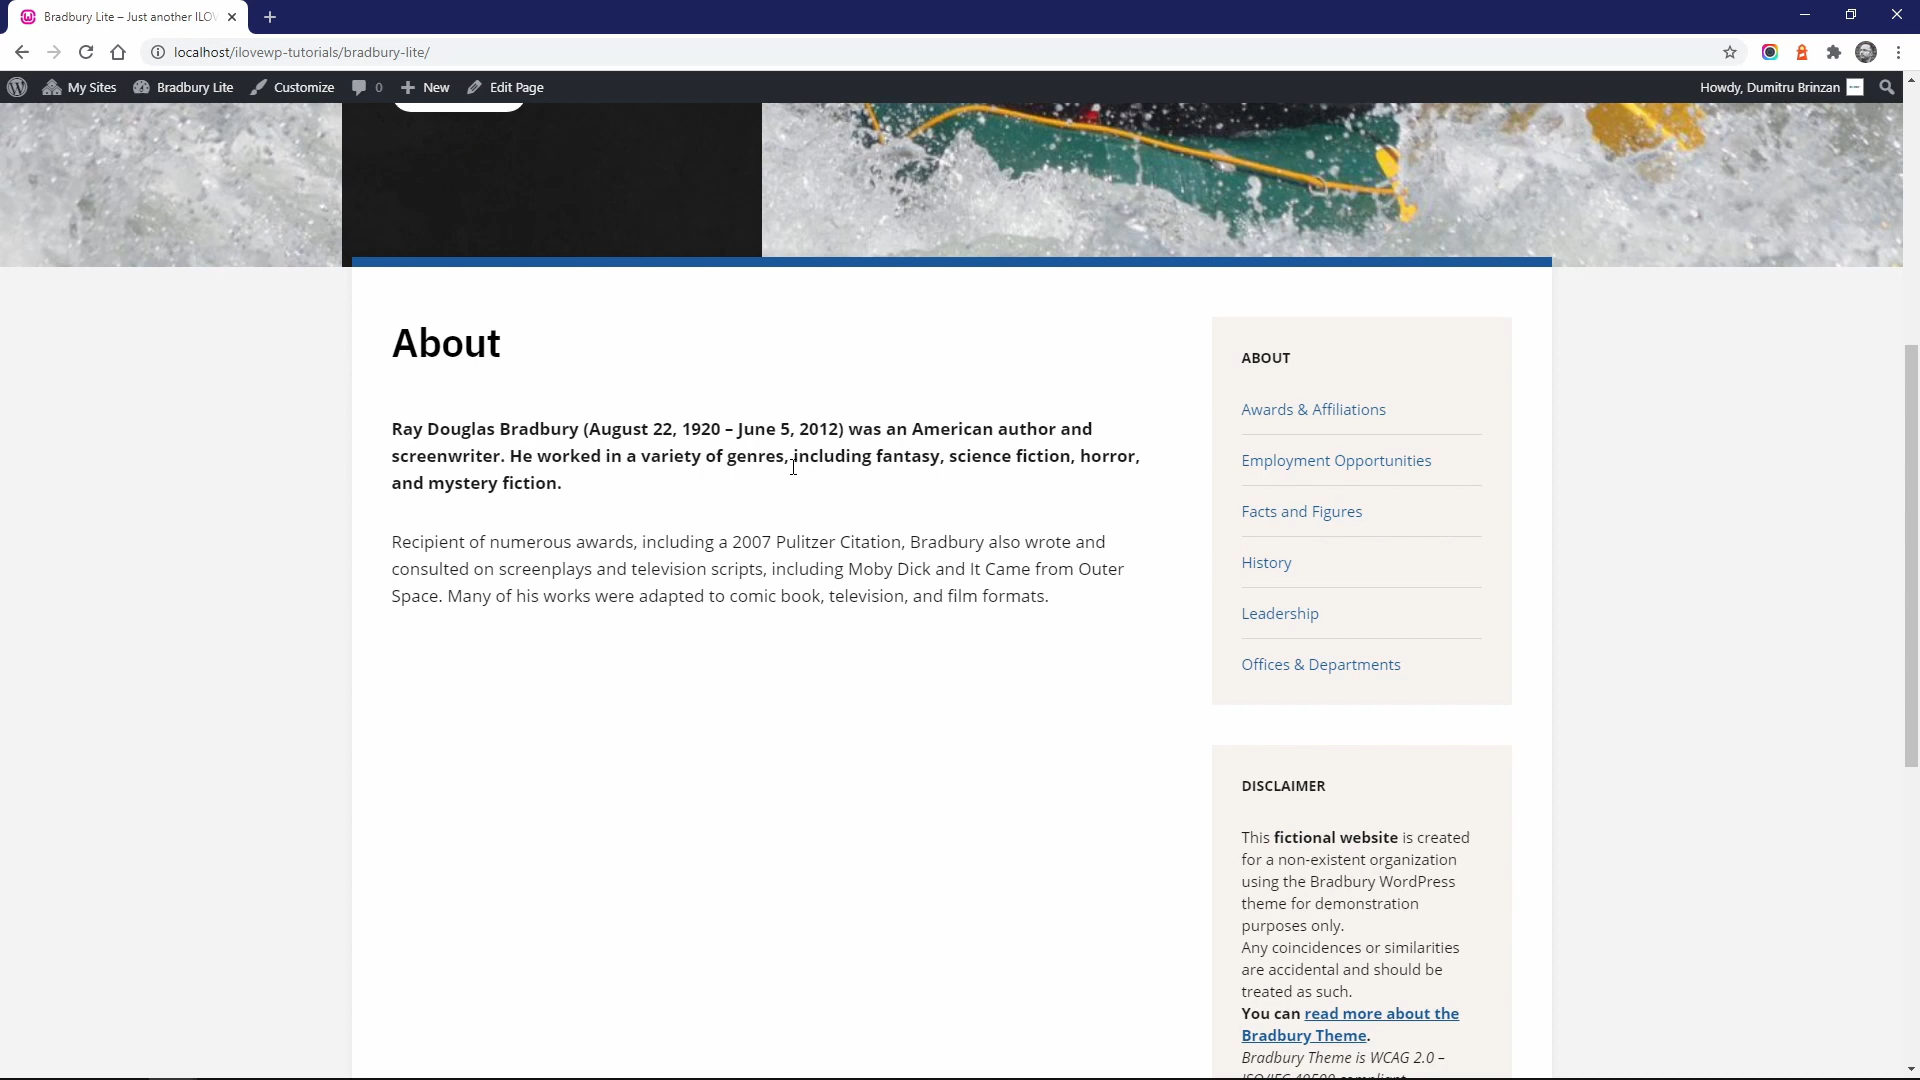 Bradbury Lite – Just another ILOV
localhost/ilovewp-tutorials/bradbury-lite/
My Sites Bradbury Lite Customize 0 New Edit Page Howdy, Dumitru Brinzan
About
Ray Douglas Bradbury (August 22, 1920 – June 5, 2012) was an American author and
screenwriter. He worked in a variety of genres, including fantasy, science fiction, horror,
and mystery fiction.
Recipient of numerous awards, including a 2007 Pulitzer Citation, Bradbury also wrote and
consulted on screenplays and television scripts, including Moby Dick and It Came from Outer
Space. Many of his works were adapted to comic book, television, and film formats.
ABOUT
Awards & Affiliations
Employment Opportunities
Facts and Figures
History
Leadership
Offices & Departments
DISCLAIMER
This fictional website is created
for a non-existent organization
using the Bradbury WordPress
theme for demonstration
purposes only.
Any coincidences or similarities
are accidental and should be
treated as such.
You can read more about the
Bradbury Theme.
Bradbury Theme is WCAG 2.0 –